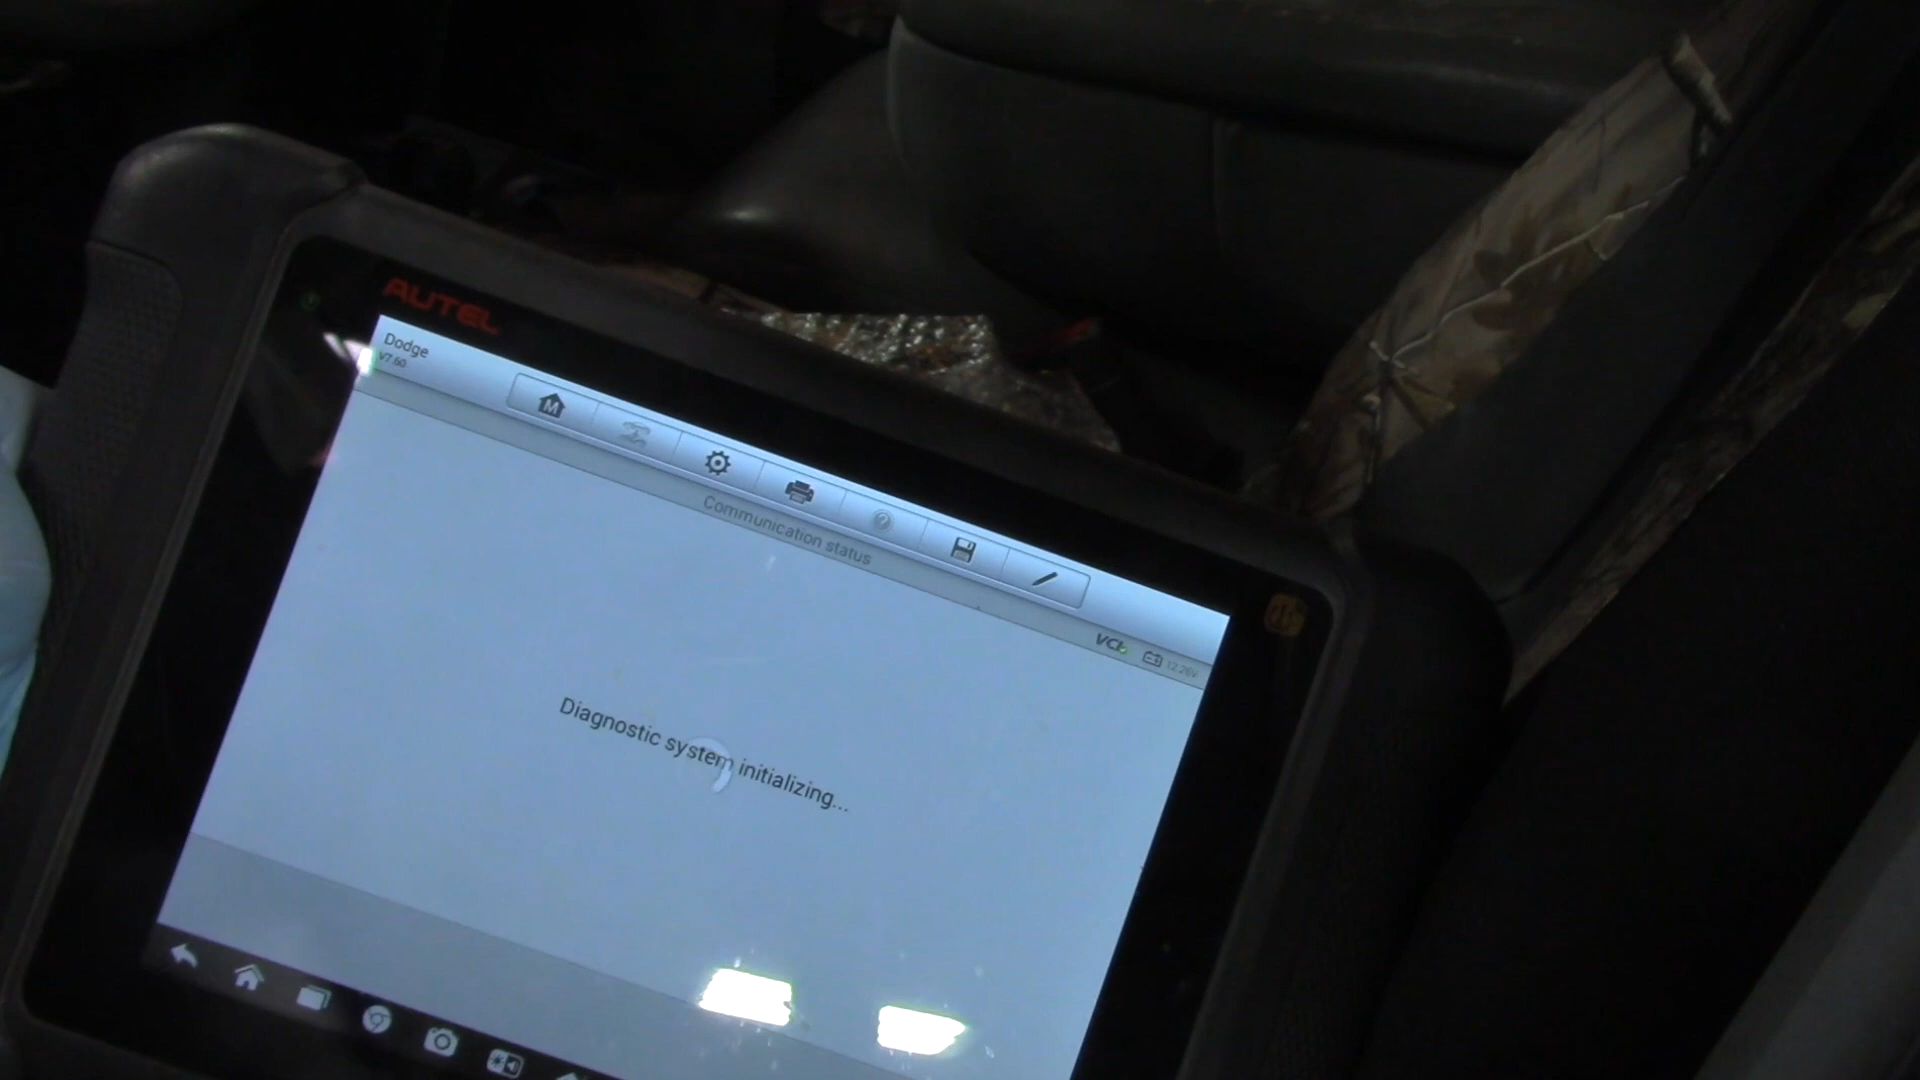 AUTEL
Dodge
V7.60
M
?
Communication status
VCI
12.26V
Diagnostic system initializing...